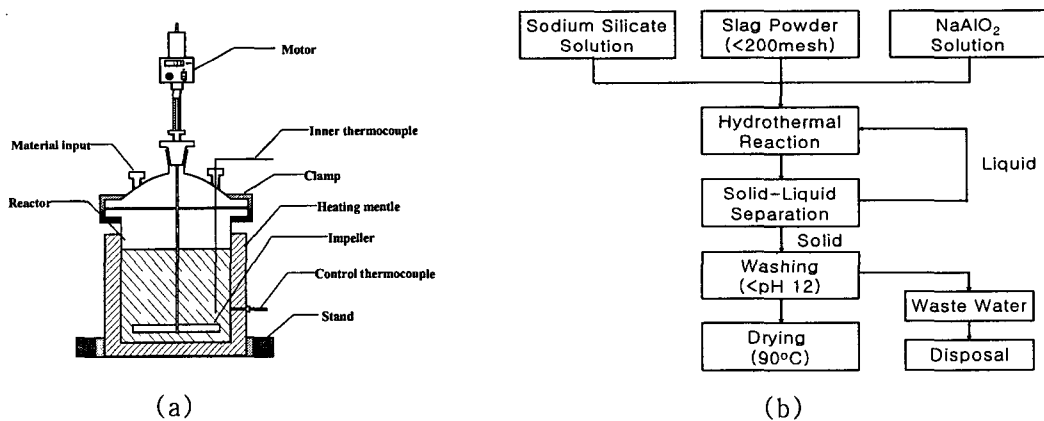 Motor
Inner thermocouple
Material input
Clamp
Reactor
Heating mentle
Impeller
Control thermocouple
Stand
(a)
Sodium Silicate
Solution
Slag Powder
(<200mesh)
NaAlO₂
Solution
Hydrothermal
Reaction
Liquid
Solid-Liquid
Separation
Solid
Washing
(<pH 12)
Waste Water
Drying
(90°C)
Disposal
(b)